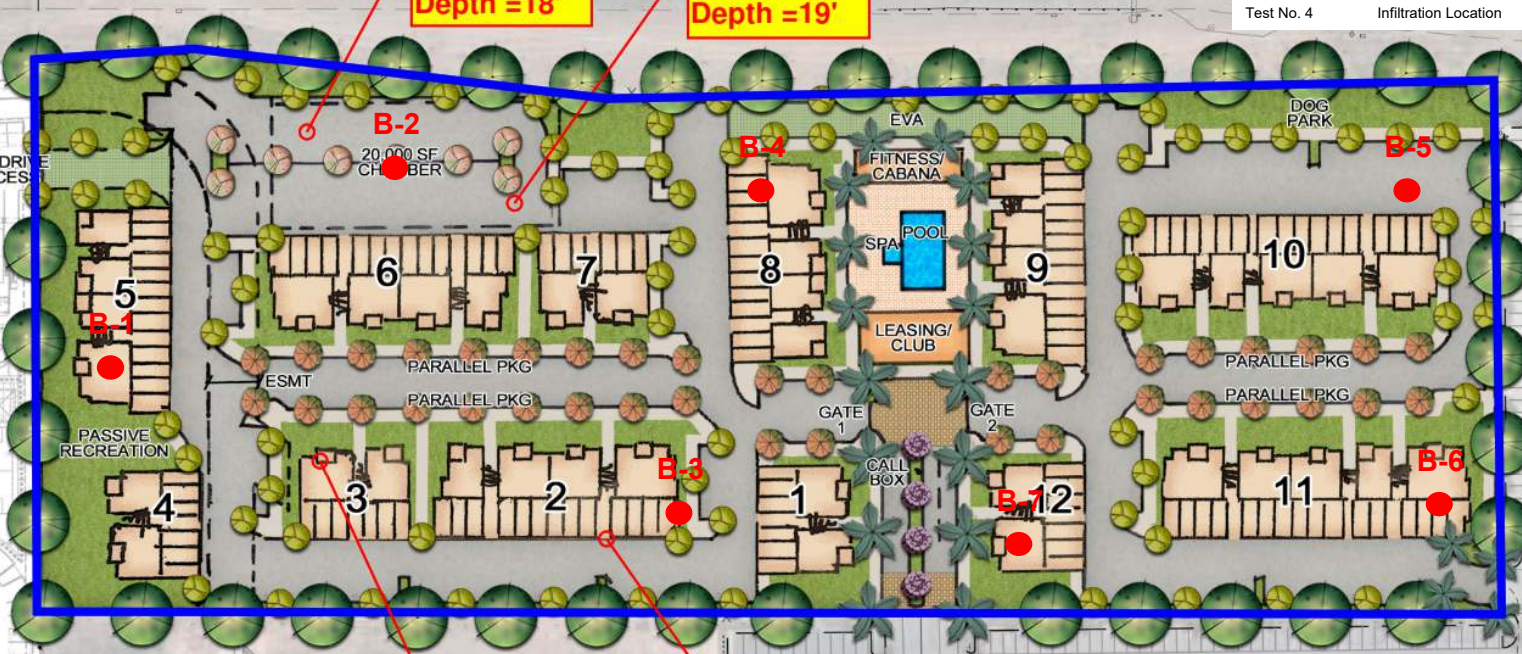 Depth =18'
Depth =19'
Test No. 4 Infiltration Location
DOG
PARK
EVA
B-2
B-4
B-5
20,000 SF
CHAMBER
DRIVE
FITNESS/
CABANA
SPA
POOL
5
6
7
8
9
10
B-1
LEASING/
CLUB
PARALLEL PKG
PARALLEL PKG
ESMT
PARALLEL PKG
PARALLEL PKG
GATE
1
GATE
2
PASSIVE
RECREATION
CALL
BOX
B-3
B-6
B-7
4
3
2
1
12
11